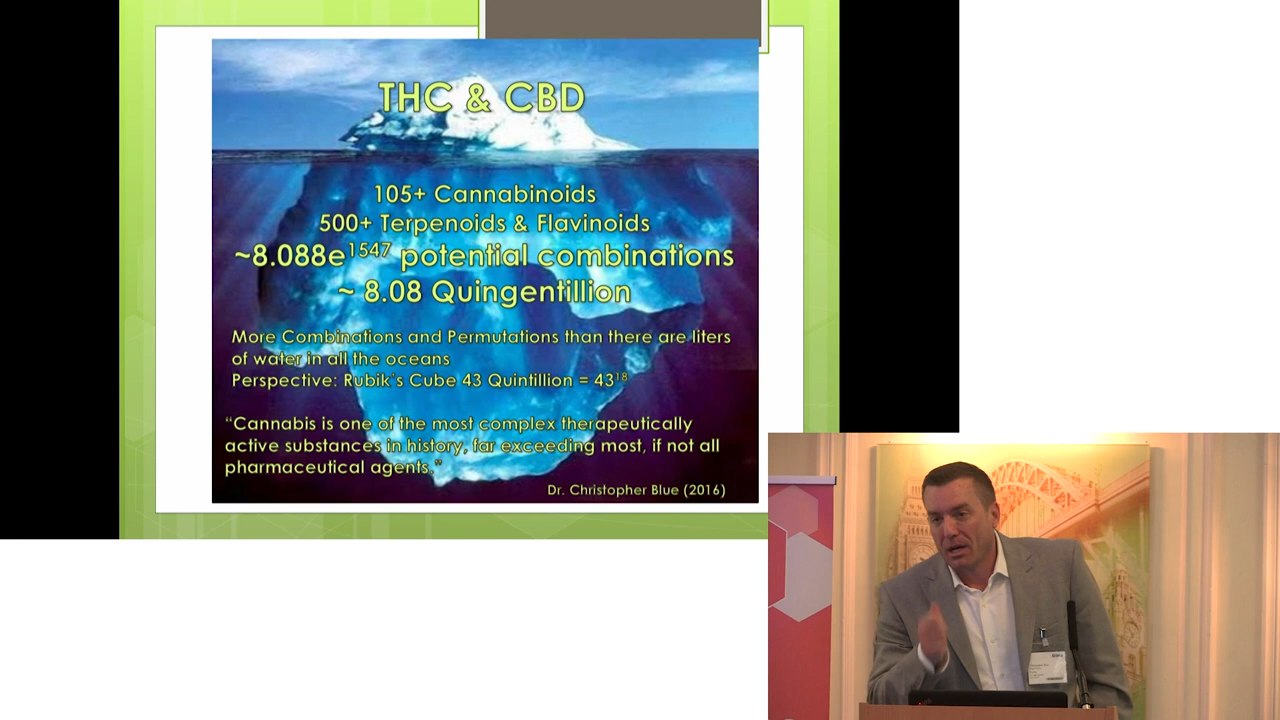 THC & CBD
105+ Cannabinoids
500+ Terpenoids & Flavinoids
~8.088e1547 potential combinations
~ 8.08 Quingentillion
More Combinations and Permutations than there are liters
of water in all the oceans
Perspective: Rubik's Cube 43 Quintillion = 43¹⁸
“Cannabis is one of the most complex therapeutically
active substances in history, far exceeding most, if not all
pharmaceutical agents.”
Dr. Christopher Blue (2016)